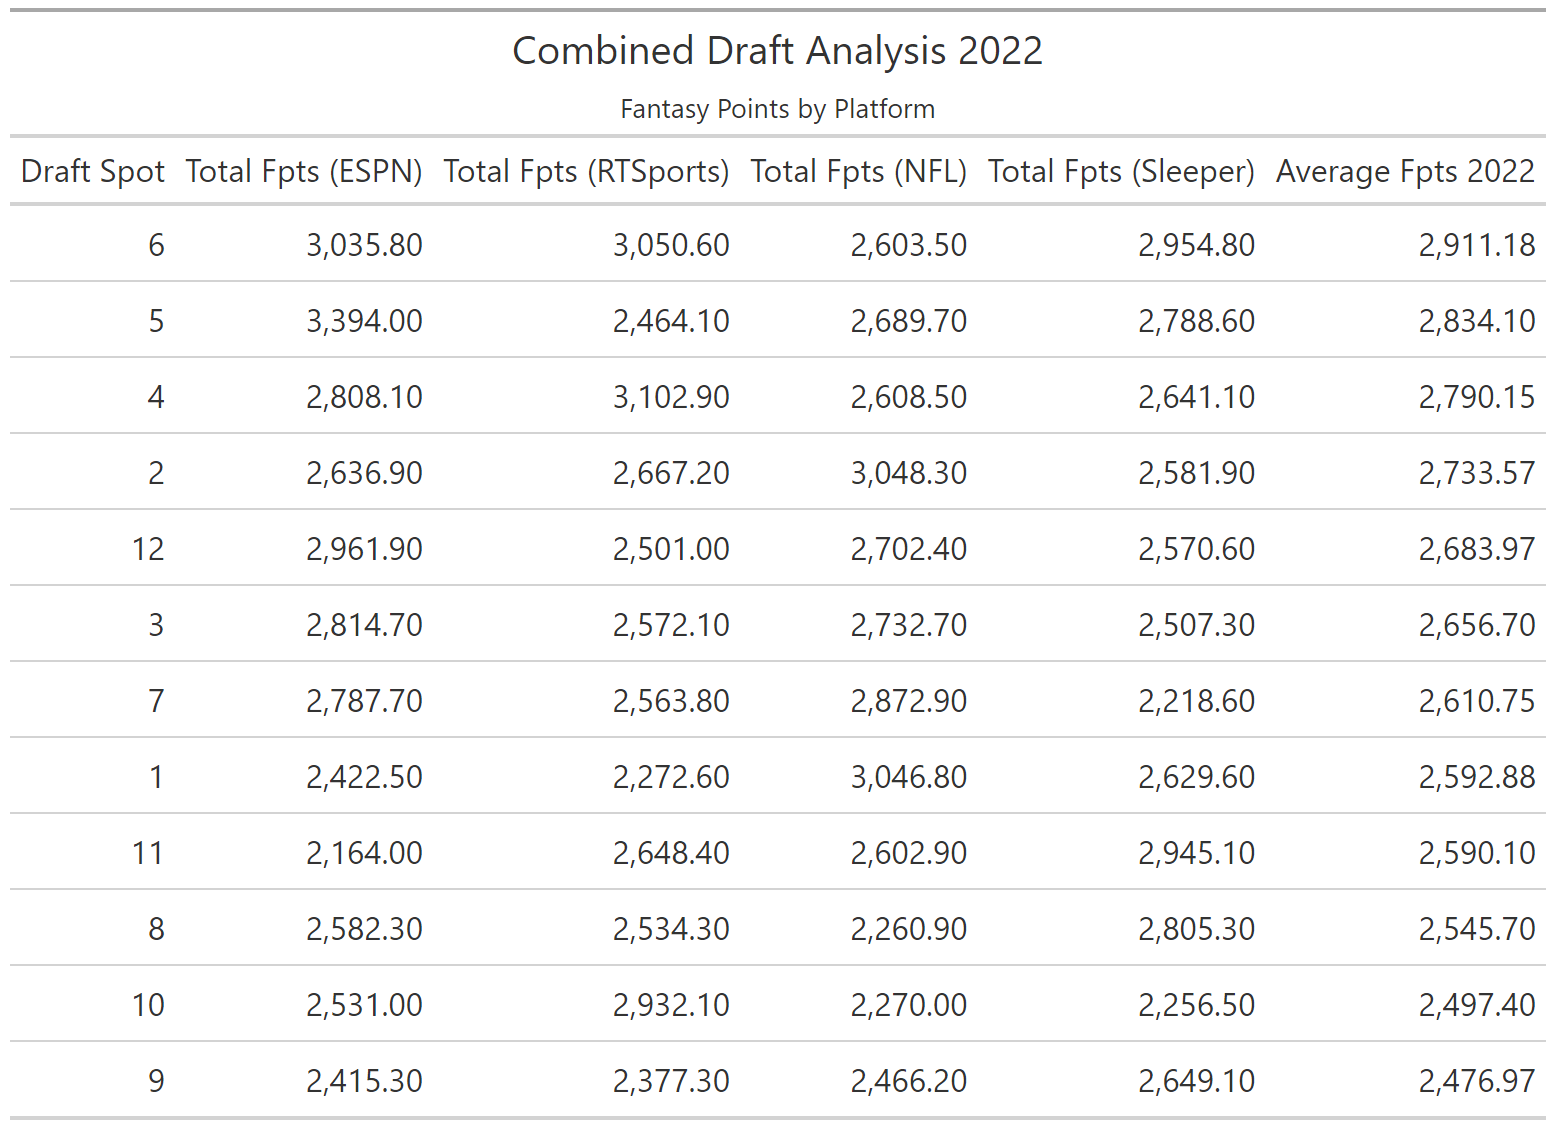 Combined Draft Analysis 2022
Fantasy Points by Platform
Draft Spot Total Fpts (ESPN) Total Fpts (RTSports) Total Fpts (NFL) Total Fpts (Sleeper) Average Fpts 2022
6 3,035.80 3,050.60 2,603.50 2,954.80 2,911.18
5 3,394.00 2,464.10 2,689.70 2,788.60 2,834.10
4 2,808.10 3,102.90 2,608.50 2,641.10 2,790.15
2 2,636.90 2,667.20 3,048.30 2,581.90 2,733.57
12 2,961.90 2,501.00 2,702.40 2,570.60 2,683.97
3 2,814.70 2,572.10 2,732.70 2,507.30 2,656.70
7 2,787.70 2,563.80 2,872.90 2,218.60 2,610.75
1 2,422.50 2,272.60 3,046.80 2,629.60 2,592.88
11 2,164.00 2,648.40 2,602.90 2,945.10 2,590.10
8 2,582.30 2,534.30 2,260.90 2,805.30 2,545.70
10 2,531.00 2,932.10 2,270.00 2,256.50 2,497.40
9 2,415.30 2,377.30 2,466.20 2,649.10 2,476.97